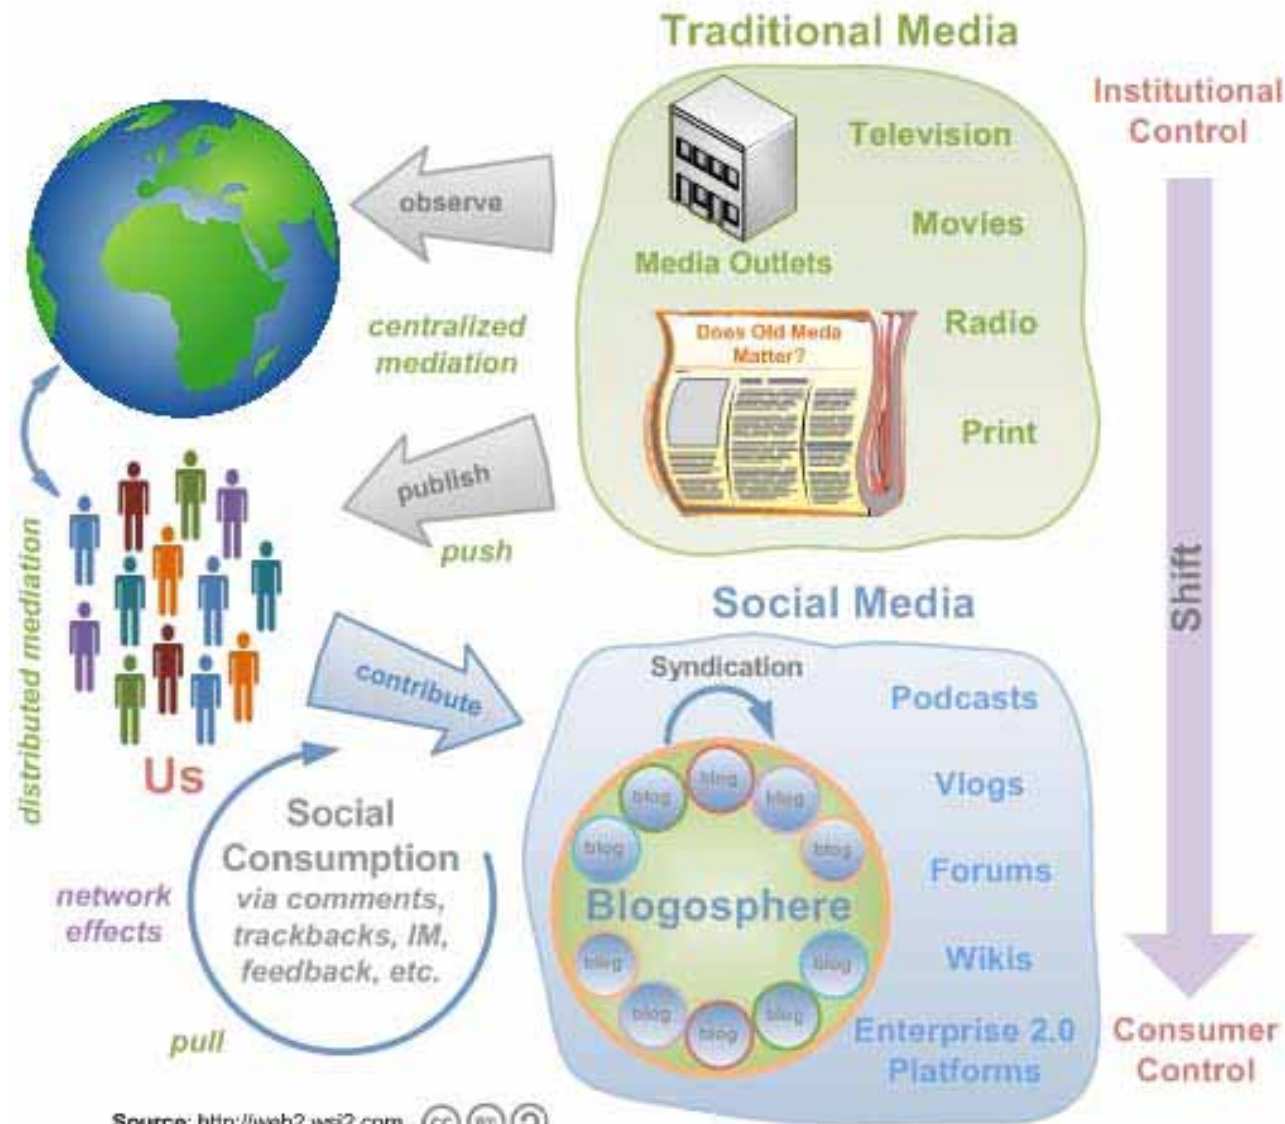 Traditional Media
Institutional
Control
Television
observe
Movies
Media Outlets
centralized
mediation
Radio
Does Old Meda
Matter?
Print
publish
push
Shift
distributed mediation
Social Media
contribute
Syndication
Podcasts
Us
blog
blog
blog
blog
blog
Vlogs
Social
Consumption
via comments,
trackbacks, IM,
feedback, etc.
Forums
network
effects
Blogosphere
Wikis
blog
blog
blog
blog
blog
pull
Enterprise 2.0
Platforms
Consumer
Control
Source: http://web2.wsj2.com
cc